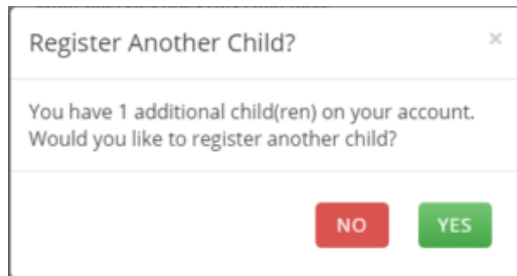 Register Another Child?
×
You have 1 additional child(ren) on your account.
Would you like to register another child?
NO
YES